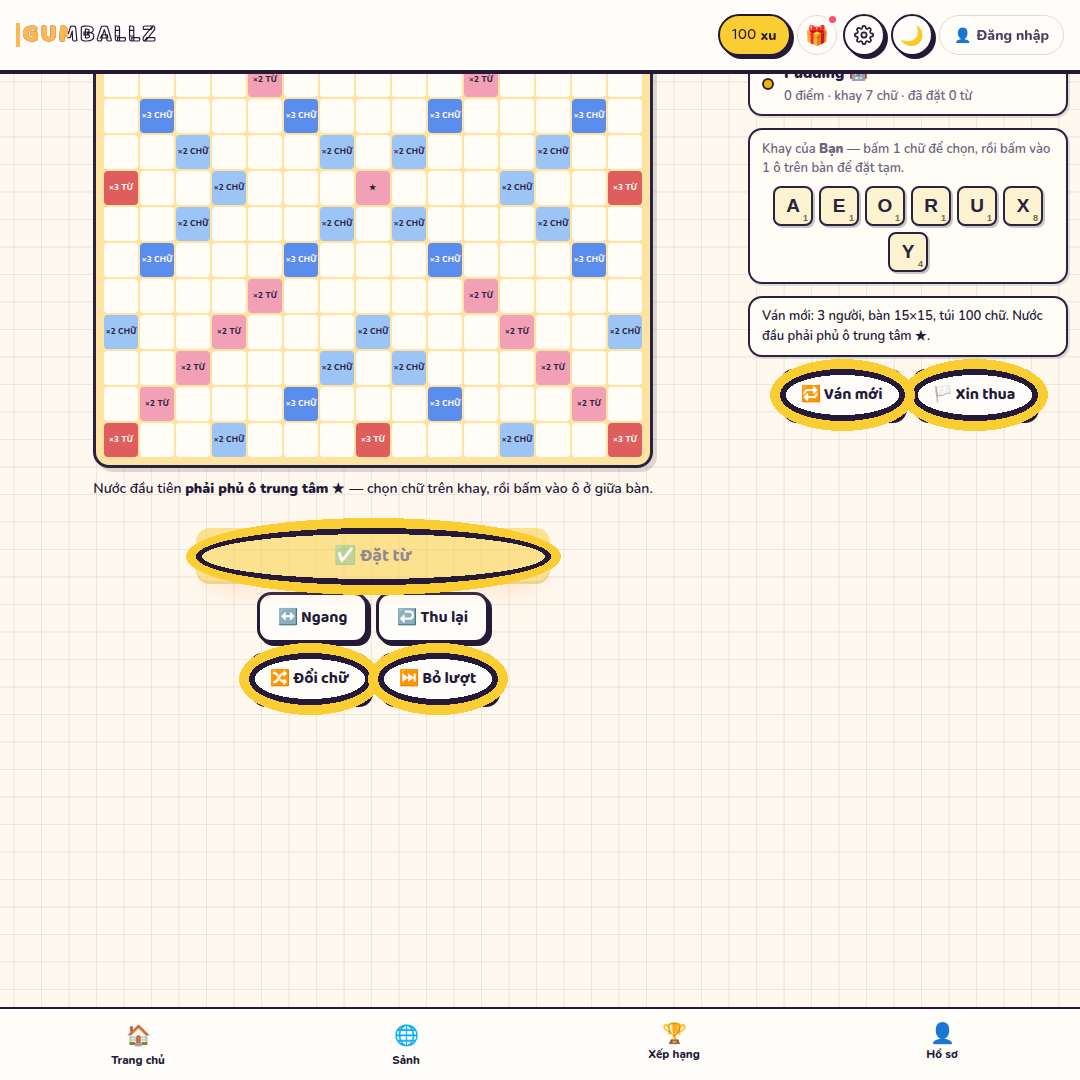 GUMBALLZ
100 xu
Đăng nhập
Pudding
0 điểm · khay 7 chữ · đã đặt 0 từ
×2 TỪ ×2 TỪ
×3 CHỮ ×3 CHỮ ×3 CHỮ ×3 CHỮ
×2 CHỮ ×2 CHỮ ×2 CHỮ ×2 CHỮ
×3 TỪ ×2 CHỮ ★ ×2 CHỮ ×3 TỪ
×2 CHỮ ×2 CHỮ ×2 CHỮ ×2 CHỮ
×3 CHỮ ×3 CHỮ ×3 CHỮ ×3 CHỮ
×2 TỪ ×2 TỪ
×2 CHỮ ×2 TỪ ×2 CHỮ ×2 TỪ ×2 CHỮ
×2 TỪ ×2 CHỮ ×2 CHỮ ×2 TỪ
×2 TỪ ×3 CHỮ ×3 CHỮ ×2 TỪ
×3 TỪ ×2 CHỮ ×3 TỪ ×2 CHỮ ×3 TỪ
Nước đầu tiên phải phủ ô trung tâm ★ — chọn chữ trên khay, rồi bấm vào ô ở giữa bàn.
Đặt từ
Ngang Thu lại
Đổi chữ Bỏ lượt
Khay của Bạn — bấm 1 chữ để chọn, rồi bấm vào
1 ô trên bàn để đặt tạm.
A 1 E 1 O 1 R 1 U 1 X 8
Y 4
Ván mới: 3 người, bàn 15×15, túi 100 chữ. Nước
đầu phải phủ ô trung tâm ★.
Ván mới Xin thua
Trang chủ Sảnh Xếp hạng Hồ sơ